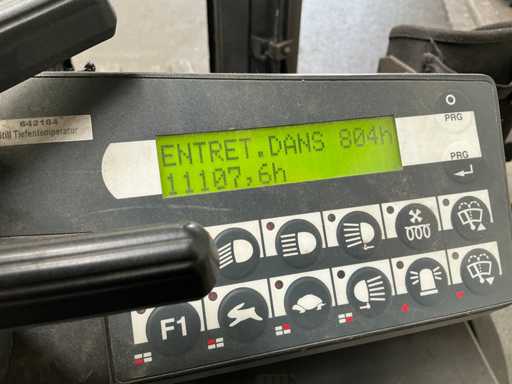 642184
Still Tiefentemperatur
ENTRET.DANS 804h
11107,6h
PRG
PRG
F1